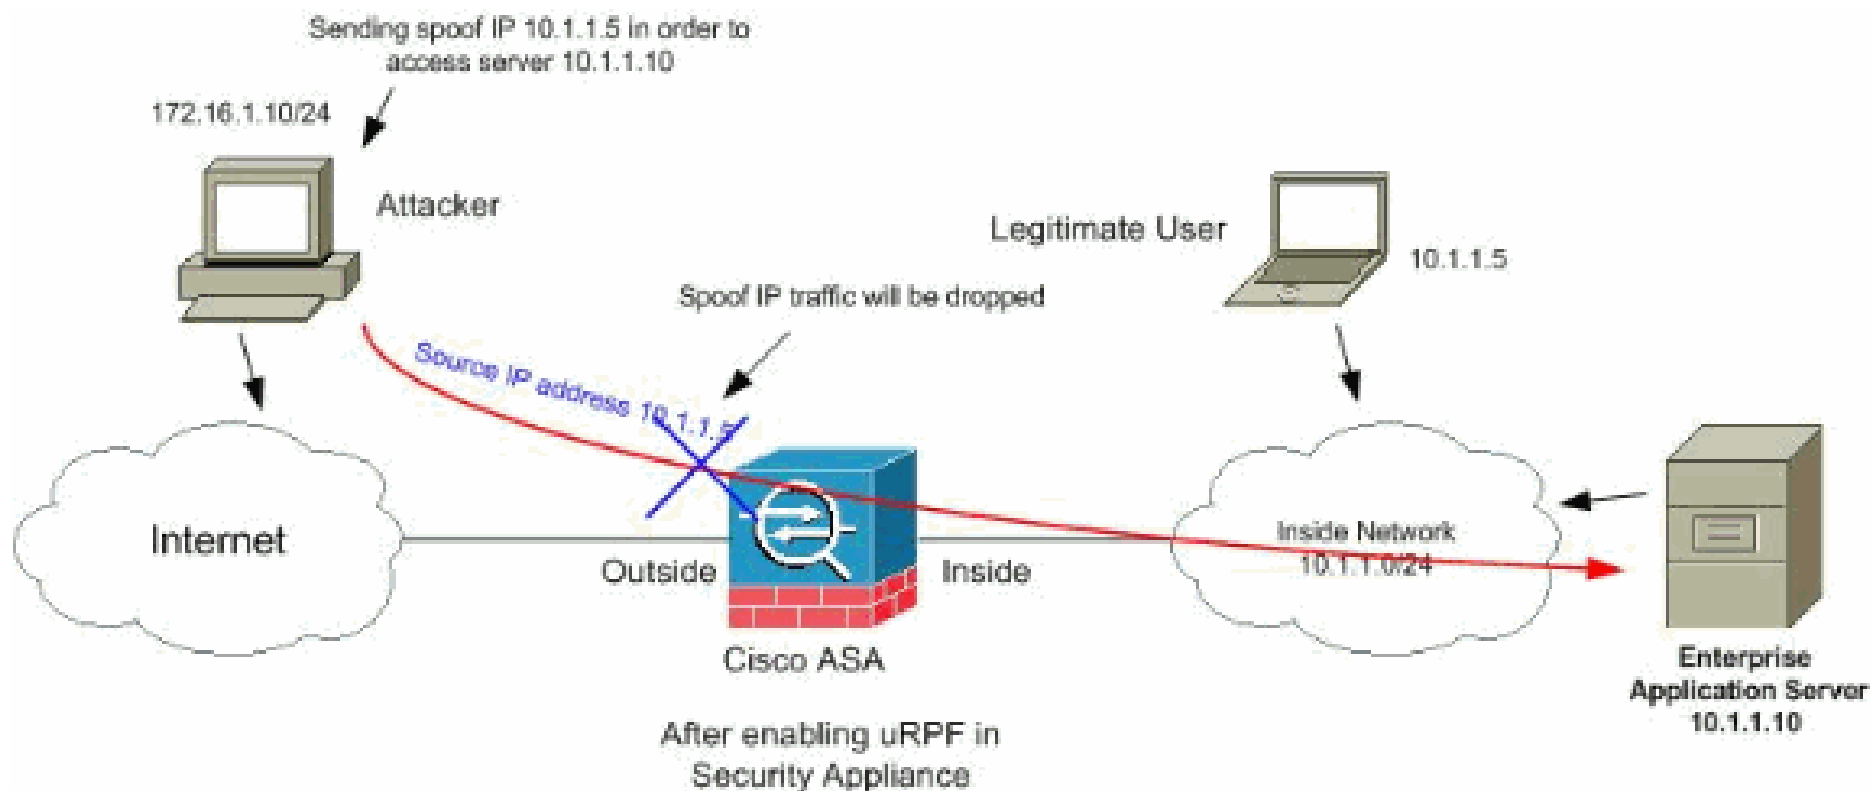 Sending spoof IP 10.1.1.5 in order to
access server 10.1.1.10
172.16.1.10/24
Attacker
Legitimate User
10.1.1.5
Spoof IP traffic will be dropped
Source IP address 10.1.1.5
Internet
Outside
Inside
Inside Network
10.1.1.0/24
Cisco ASA
Enterprise
Application Server
10.1.1.10
After enabling uRPF in
Security Appliance